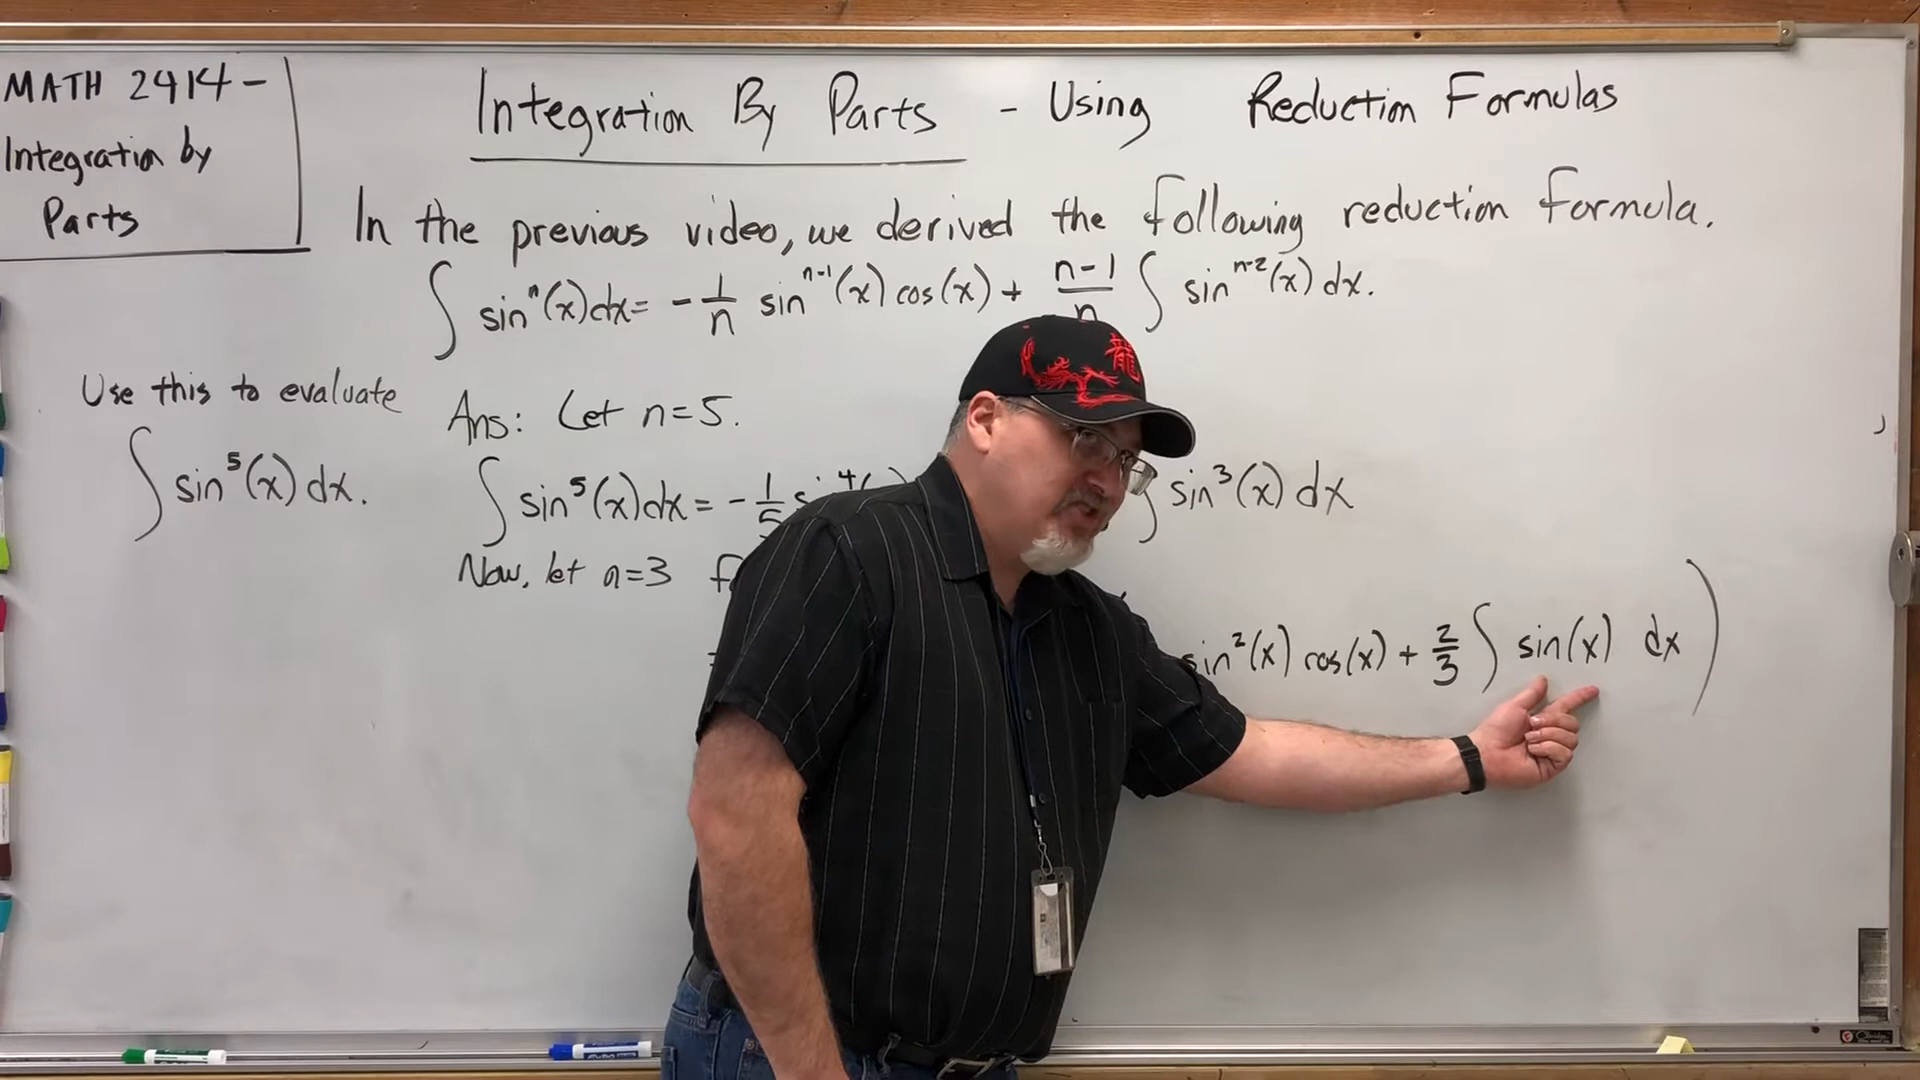 MATH 2414 -
Integration by
Parts
Integration By Parts - Using Reduction Formulas
In the previous video, we derived the following reduction formula.
∫ sinⁿ(x)dx = - 1/n sinⁿ⁻¹(x) cos(x) + n-1/n ∫ sinⁿ⁻²(x) dx.
Use this to evaluate
∫ sin⁵(x) dx.
Ans: Let n=5.
∫ sin⁵(x)dx = - 1/5 ∫ sin³(x) dx
Now, let n=3
sin²(x) cos(x) + 2/3 ∫ sin(x) dx )
龍